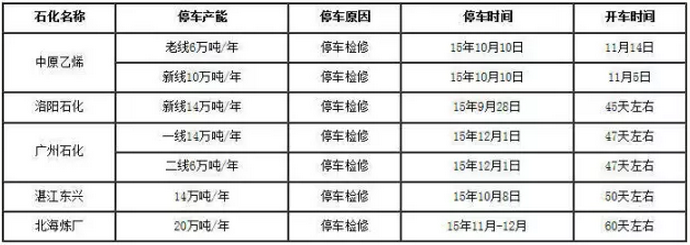 石化名称 停车产能 停车原因 停车时间 开车时间
中原乙烯 老线6万吨/年 停车检修 15年10月10日 11月14日
新线10万吨/年 停车检修 15年10月10日 11月5日
洛阳石化 新线14万吨/年 停车检修 15年9月28日 45天左右
广州石化 一线14万吨/年 停车检修 15年12月1日 47天左右
二线6万吨/年 停车检修 15年12月1日 47天左右
湛江东兴 14万吨/年 停车检修 15年10月8日 50天左右
北海炼厂 20万吨/年 停车检修 15年11月-12月 60天左右